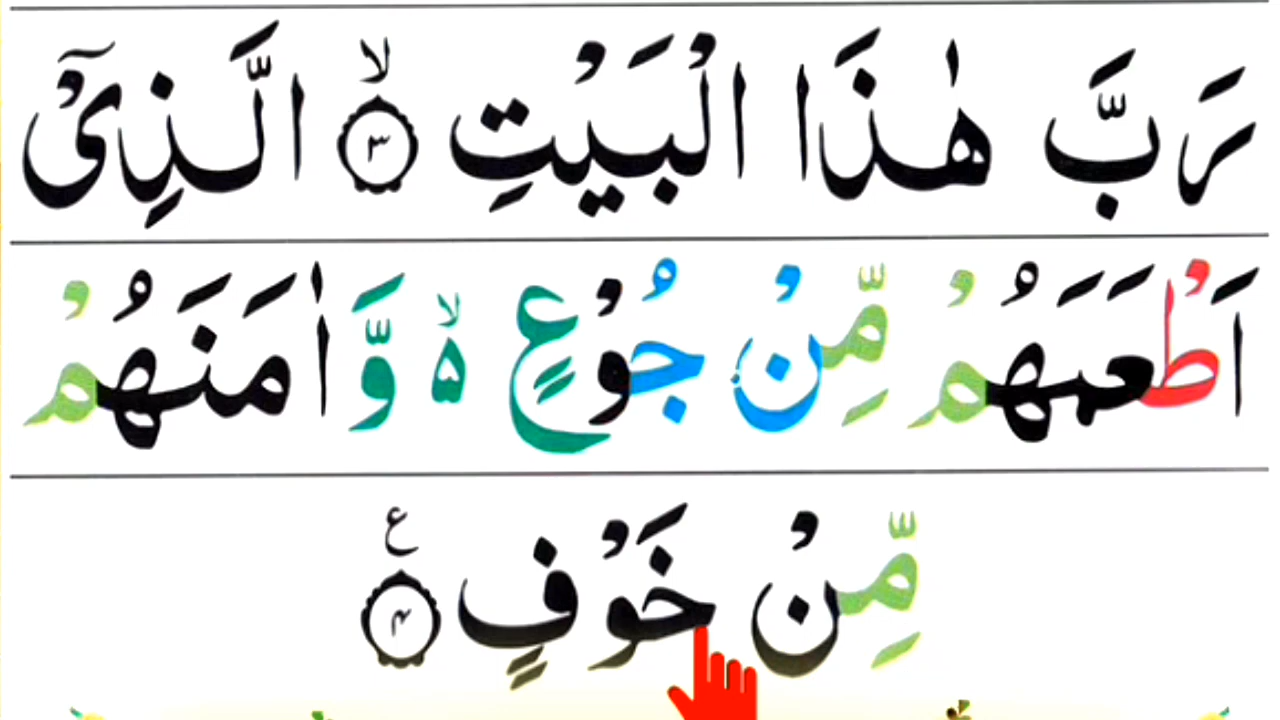 رَبَّ هٰذَا الْبَيْتِ ۙ‏﴿۳﴾ الَّذِیْۤ
اَطْعَمَهُمْ مِّنْ جُوْعٍ ۙ۵ وَّاٰمَنَهُمْ
مِّنْ خَوْفٍ ﴿۴﴾ ع